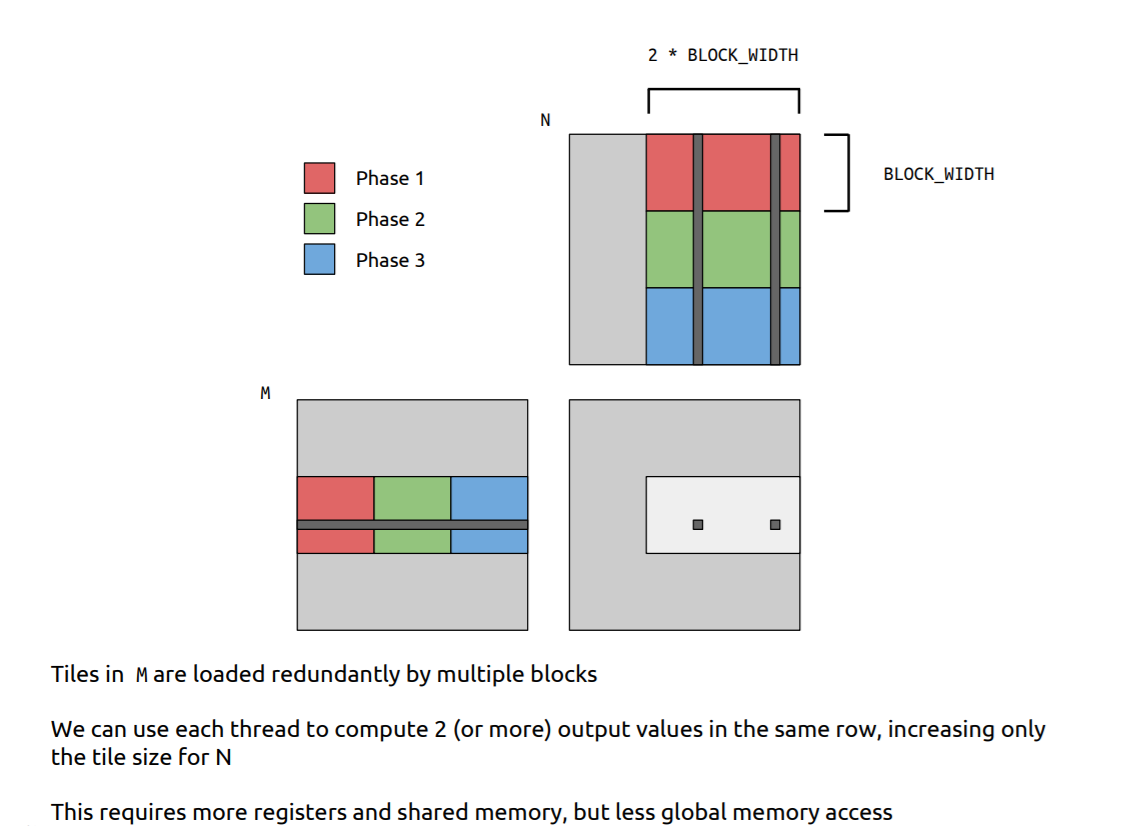 2 * BLOCK_WIDTH
N
Phase 1
BLOCK_WIDTH
Phase 2
Phase 3
M
Tiles in M are loaded redundantly by multiple blocks
We can use each thread to compute 2 (or more) output values in the same row, increasing only
the tile size for N
This requires more registers and shared memory, but less global memory access